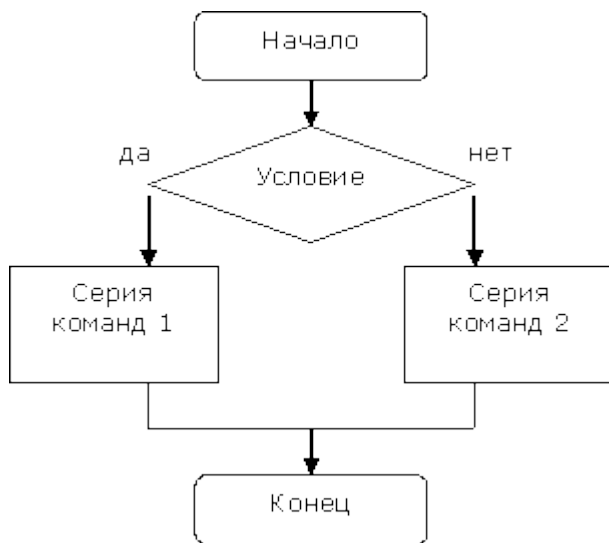 Начало
да
нет
Условие
Серия
команд 1
Серия
команд 2
Конец